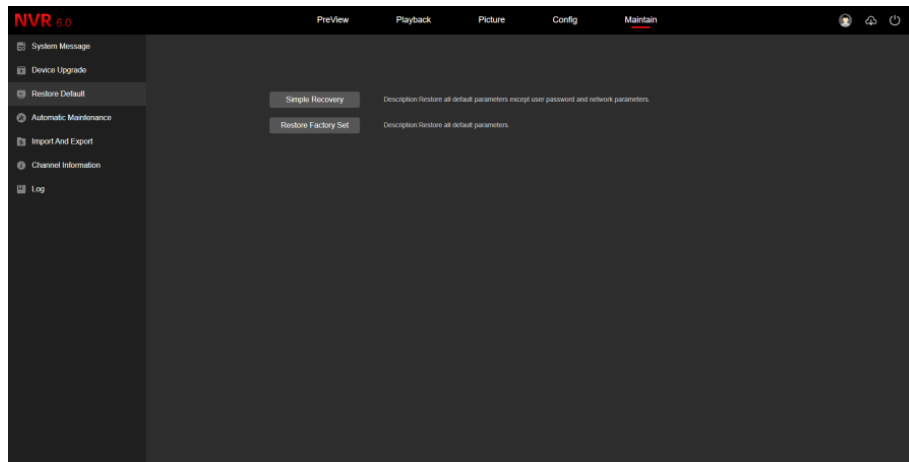 NVR 6.0
PreView
Playback
Picture
Config
Maintain
System Message
Device Upgrade
Restore Default
Automatic Maintenance
Import And Export
Channel Information
Log
Simple Recovery
Description:Restore all default parameters except user password and network parameters.
Restore Factory Set
Description:Restore all default parameters.